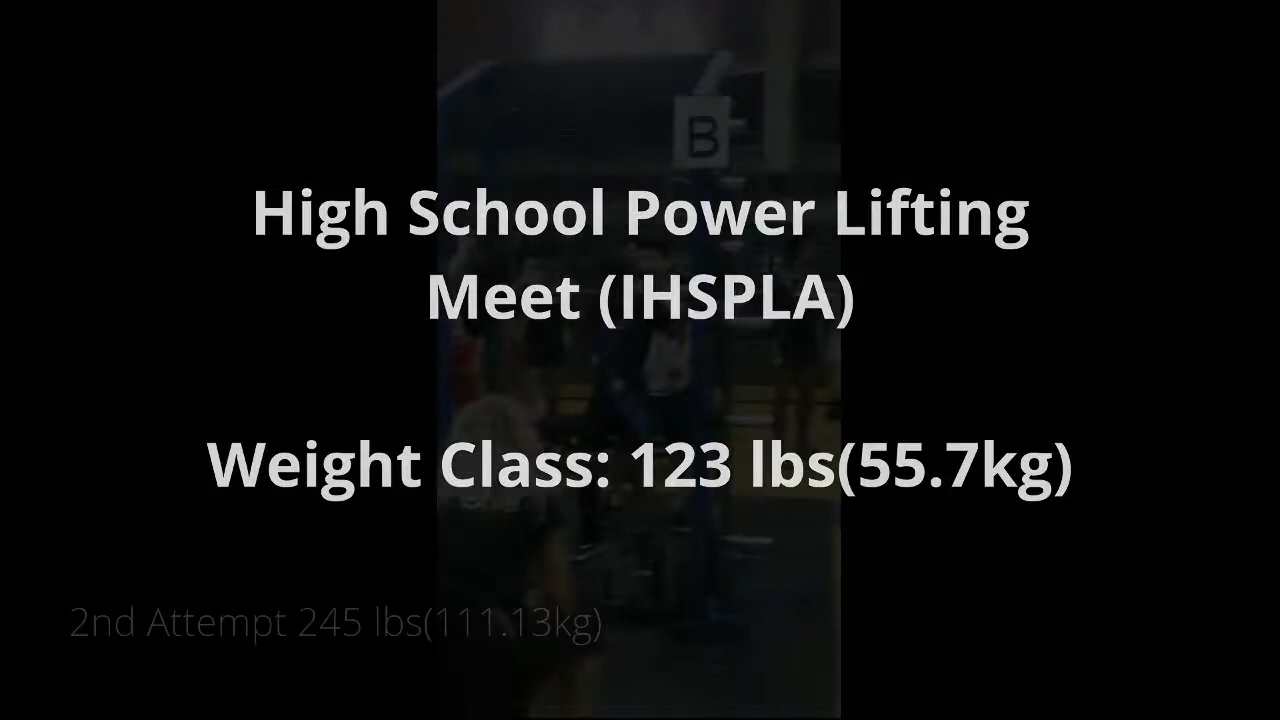 B
High School Power Lifting
Meet (IHSPLA)
Weight Class: 123 lbs(55.7kg)
2nd Attempt 245 lbs(111.13kg)